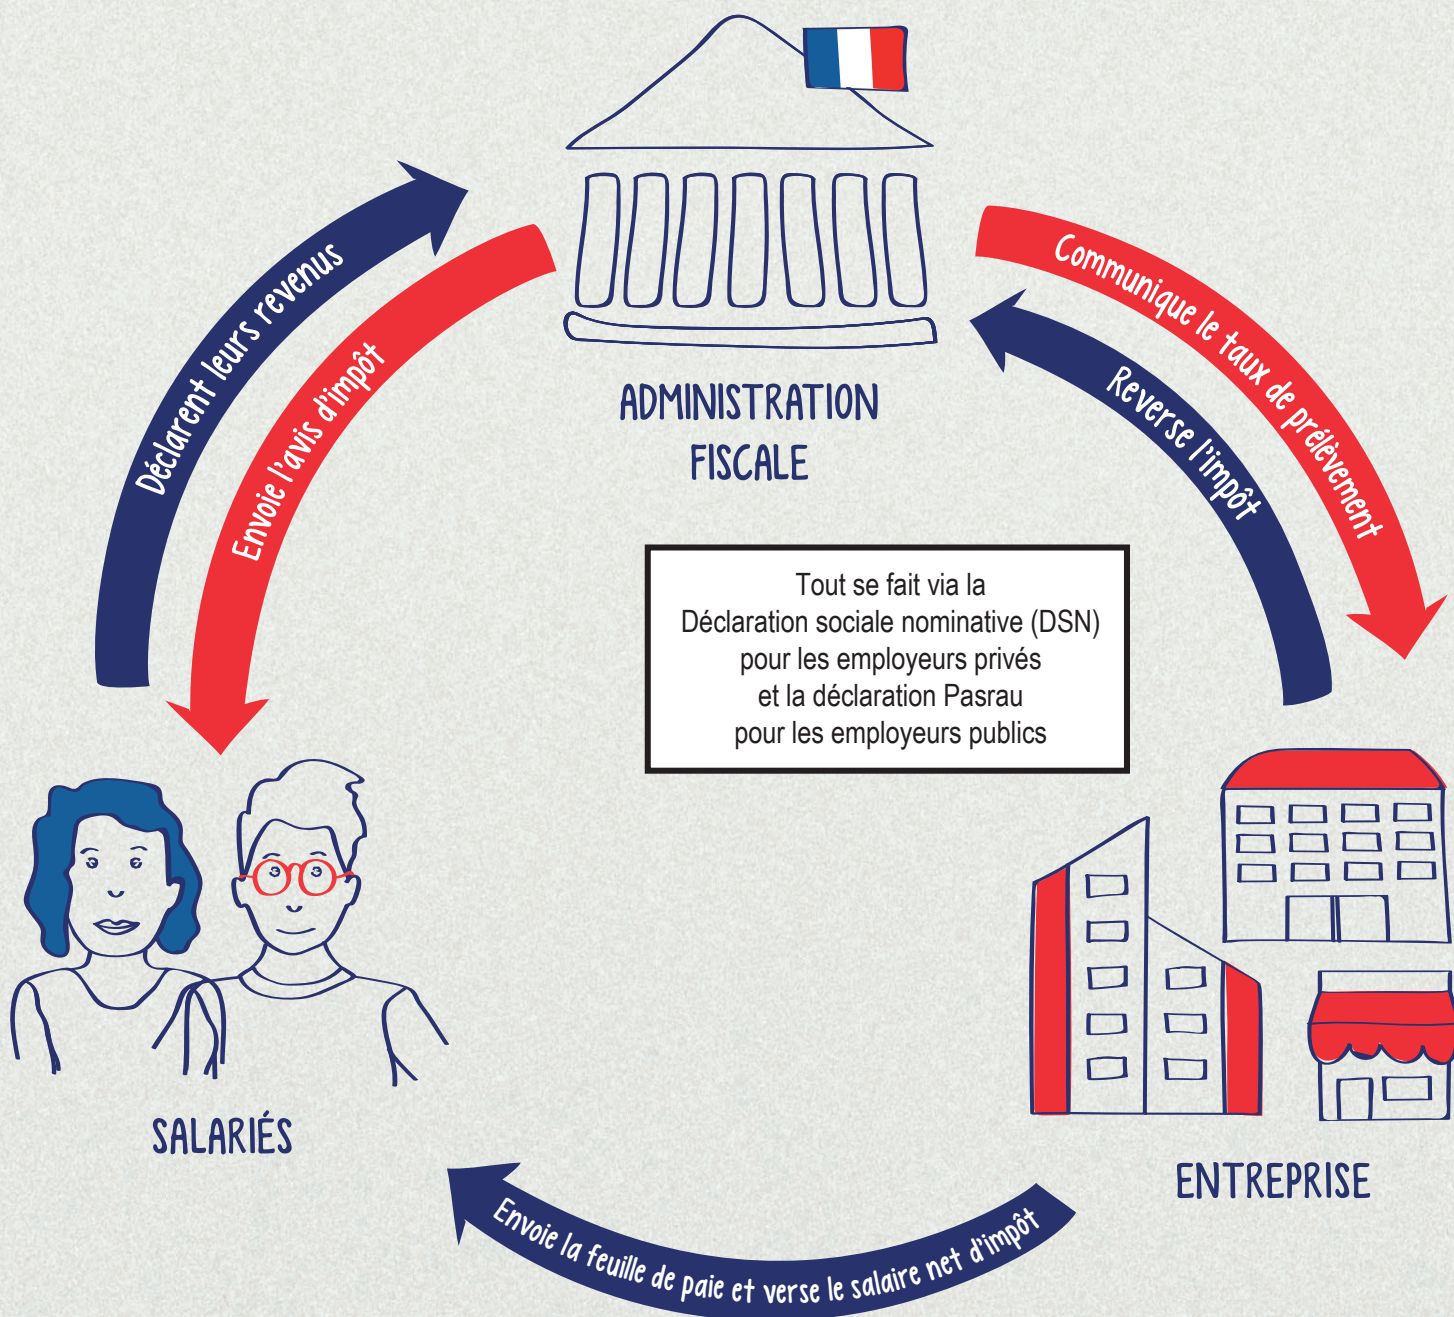 Déclarent leurs revenus
Envoie l'avis d'impôt
Communique le taux de prélèvement
Reverse l'impôt
ADMINISTRATION
FISCALE
Tout se fait via la
Déclaration sociale nominative (DSN)
pour les employeurs privés
et la déclaration Pasrau
pour les employeurs publics
SALARIÉS
ENTREPRISE
Envoie la feuille de paie et verse le salaire net d'impôt